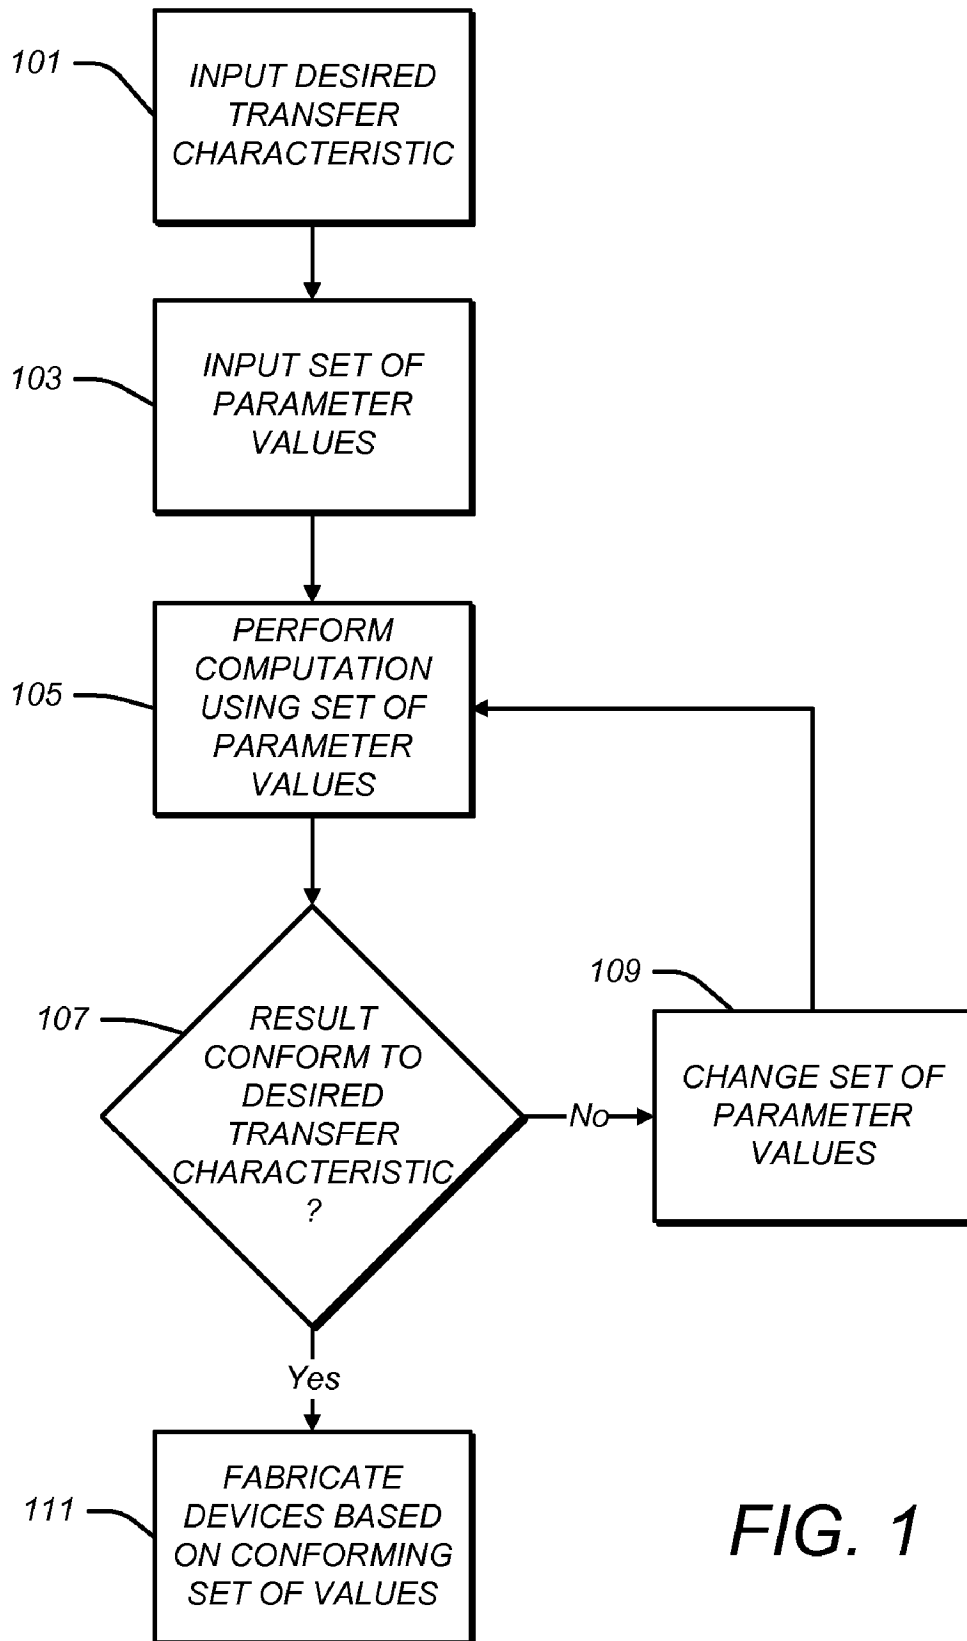 101
INPUT DESIRED
TRANSFER
CHARACTERISTIC
103
INPUT SET OF
PARAMETER
VALUES
105
PERFORM
COMPUTATION
USING SET OF
PARAMETER
VALUES
107
RESULT
CONFORM TO
DESIRED
TRANSFER
CHARACTERISTIC
?
No
109
CHANGE SET OF
PARAMETER
VALUES
Yes
111
FABRICATE
DEVICES BASED
ON CONFORMING
SET OF VALUES
FIG. 1